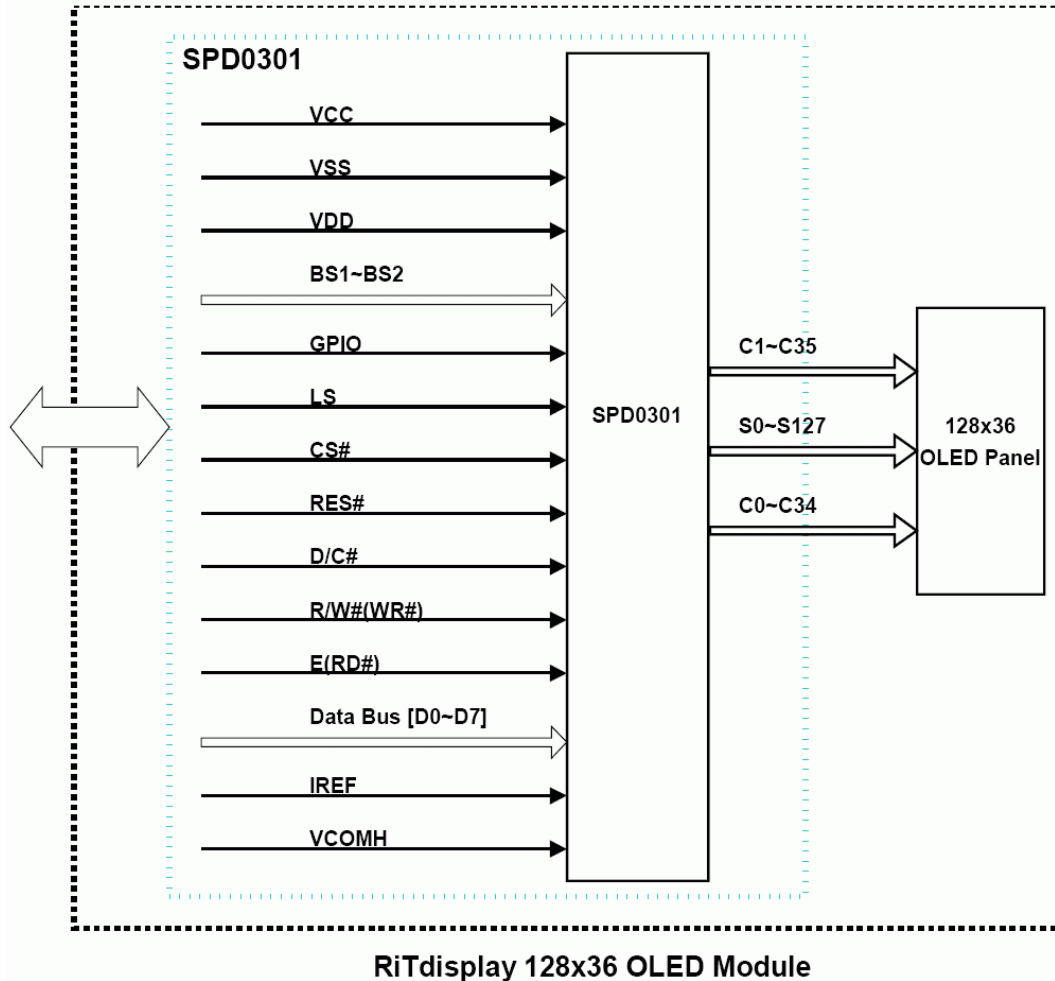 SPD0301
VCC
VSS
VDD
BS1~BS2
GPIO
LS
CS#
RES#
D/C#
R/W#(WR#)
E(RD#)
Data Bus [D0~D7]
IREF
VCOMH
SPD0301
C1~C35
S0~S127
C0~C34
128x36
OLED Panel
RiTdisplay 128x36 OLED Module